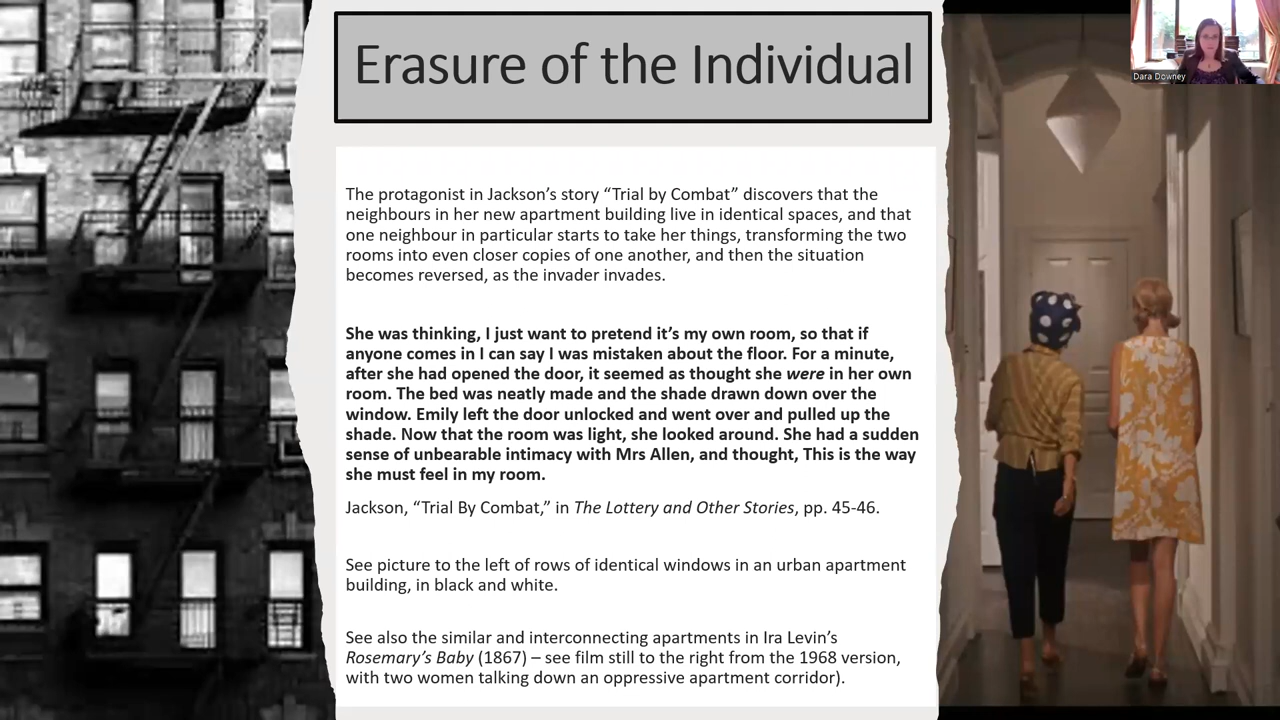 Erasure of the Individual
Dara Downey
The protagonist in Jackson's story “Trial by Combat” discovers that the
neighbours in her new apartment building live in identical spaces, and that
one neighbour in particular starts to take her things, transforming the two
rooms into even closer copies of one another, and then the situation
becomes reversed, as the invader invades.
She was thinking, I just want to pretend it's my own room, so that if
anyone comes in I can say I was mistaken about the floor. For a minute,
after she had opened the door, it seemed as thought she were in her own
room. The bed was neatly made and the shade drawn down over the
window. Emily left the door unlocked and went over and pulled up the
shade. Now that the room was light, she looked around. She had a sudden
sense of unbearable intimacy with Mrs Allen, and thought, This is the way
she must feel in my room.
Jackson, “Trial By Combat,” in The Lottery and Other Stories, pp. 45-46.
See picture to the left of rows of identical windows in an urban apartment
building, in black and white.
See also the similar and interconnecting apartments in Ira Levin's
Rosemary's Baby (1867) – see film still to the right from the 1968 version,
with two women talking down an oppressive apartment corridor).